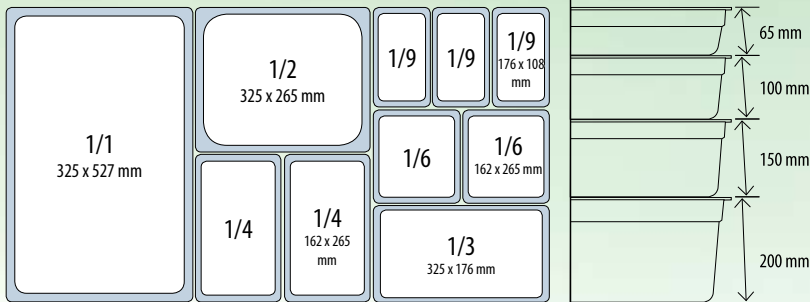 1/1
325 x 527 mm
1/2
325 x 265 mm
1/4
1/4
162 x 265
mm
1/9
1/9
1/9
176 x 108
mm
1/6
1/6
162 x 265 mm
1/3
325 x 176 mm
65 mm
100 mm
150 mm
200 mm